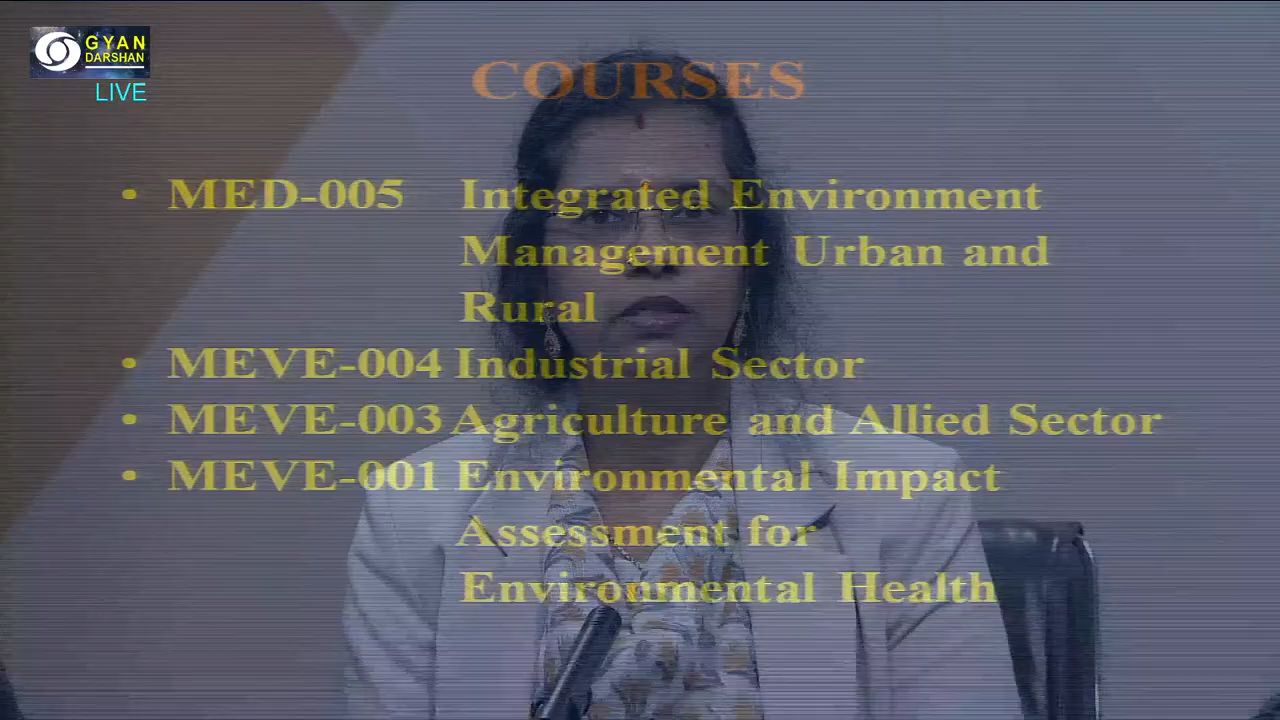 GYAN
DARSHAN
LIVE
COURSES
• MED-005 Integrated Environment
Management Urban and
Rural
• MEVE-004 Industrial Sector
• MEVE-003 Agriculture and Allied Sector
• MEVE-001 Environmental Impact
Assessment for
Environmental Health